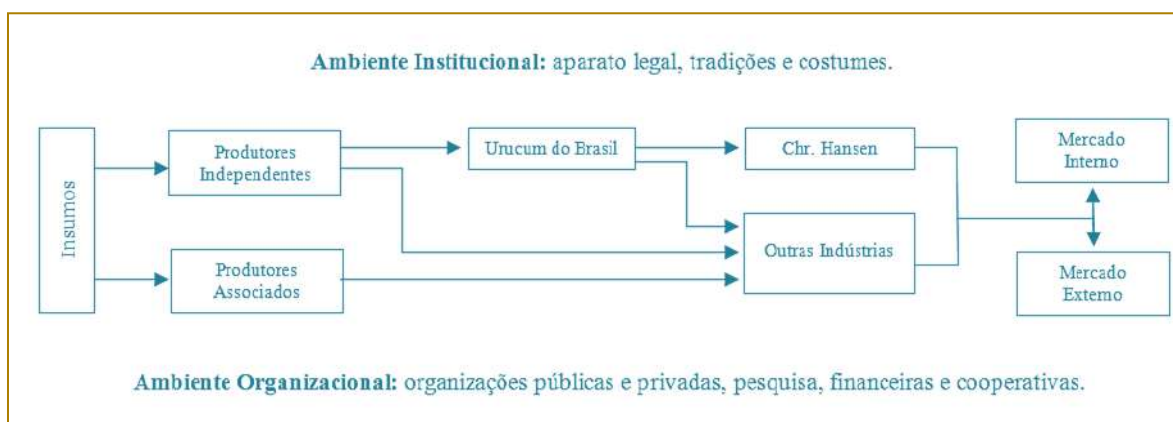 Ambiente Institucional: aparato legal, tradições e costumes.
Insumos
Produtores
Independentes
Produtores
Associados
Urucum do Brasil
Chr. Hansen
Outras Indústrias
Mercado
Interno
Mercado
Externo
Ambiente Organizacional: organizações públicas e privadas, pesquisa, financeiras e cooperativas.